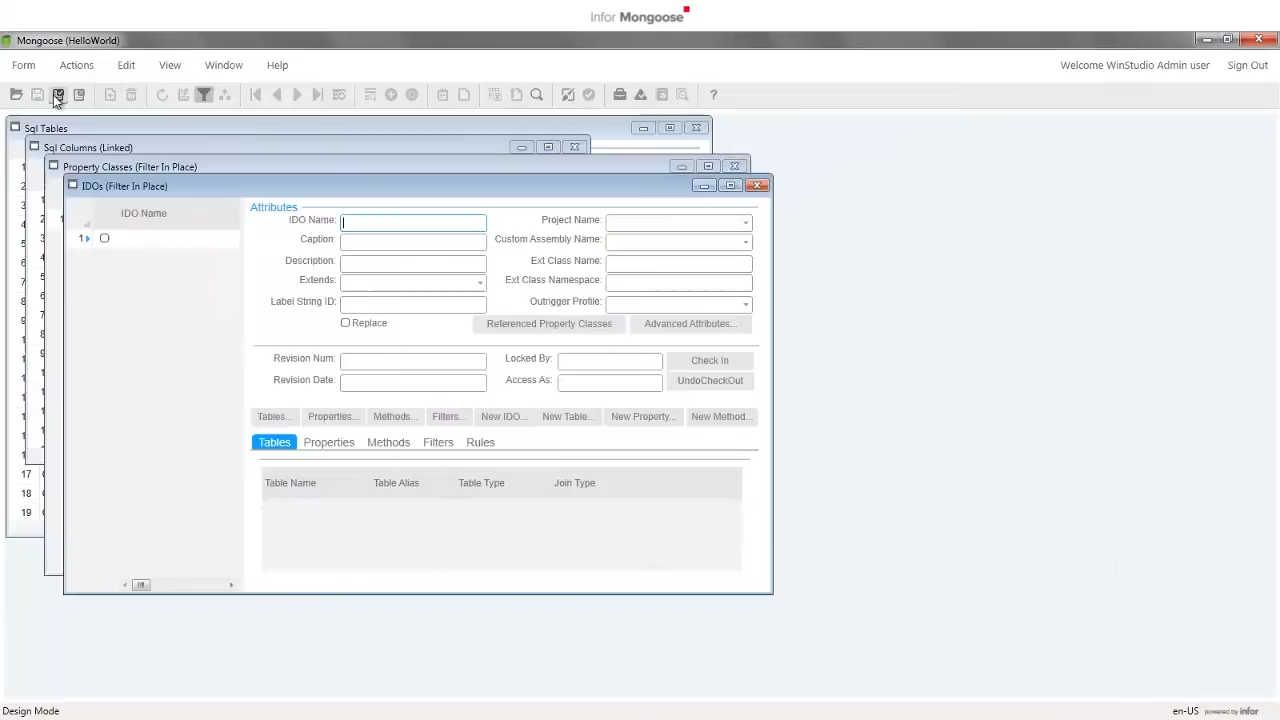 Infor Mongoose
Mongoose (HelloWorld)
Form Actions Edit View Window Help Welcome WinStudio Admin user Sign Out
?
Sql Tables
Sql Columns (Linked)
Property Classes (Filter In Place)
IDOs (Filter In Place)
IDO Name
1
Attributes
IDO Name: Project Name:
Caption: Custom Assembly Name:
Description: Ext Class Name:
Extends: Ext Class Namespace:
Label String ID: Outrigger Profile:
Replace Referenced Property Classes Advanced Attributes...
Revision Num: Locked By: Check In
Revision Date: Access As: UndoCheckOut
Tables... Properties... Methods... Filters... New IDO... New Table... New Property... New Method...
Tables Properties Methods Filters Rules
Table Name Table Alias Table Type Join Type
17
18
19
Design Mode en-US powered by infor